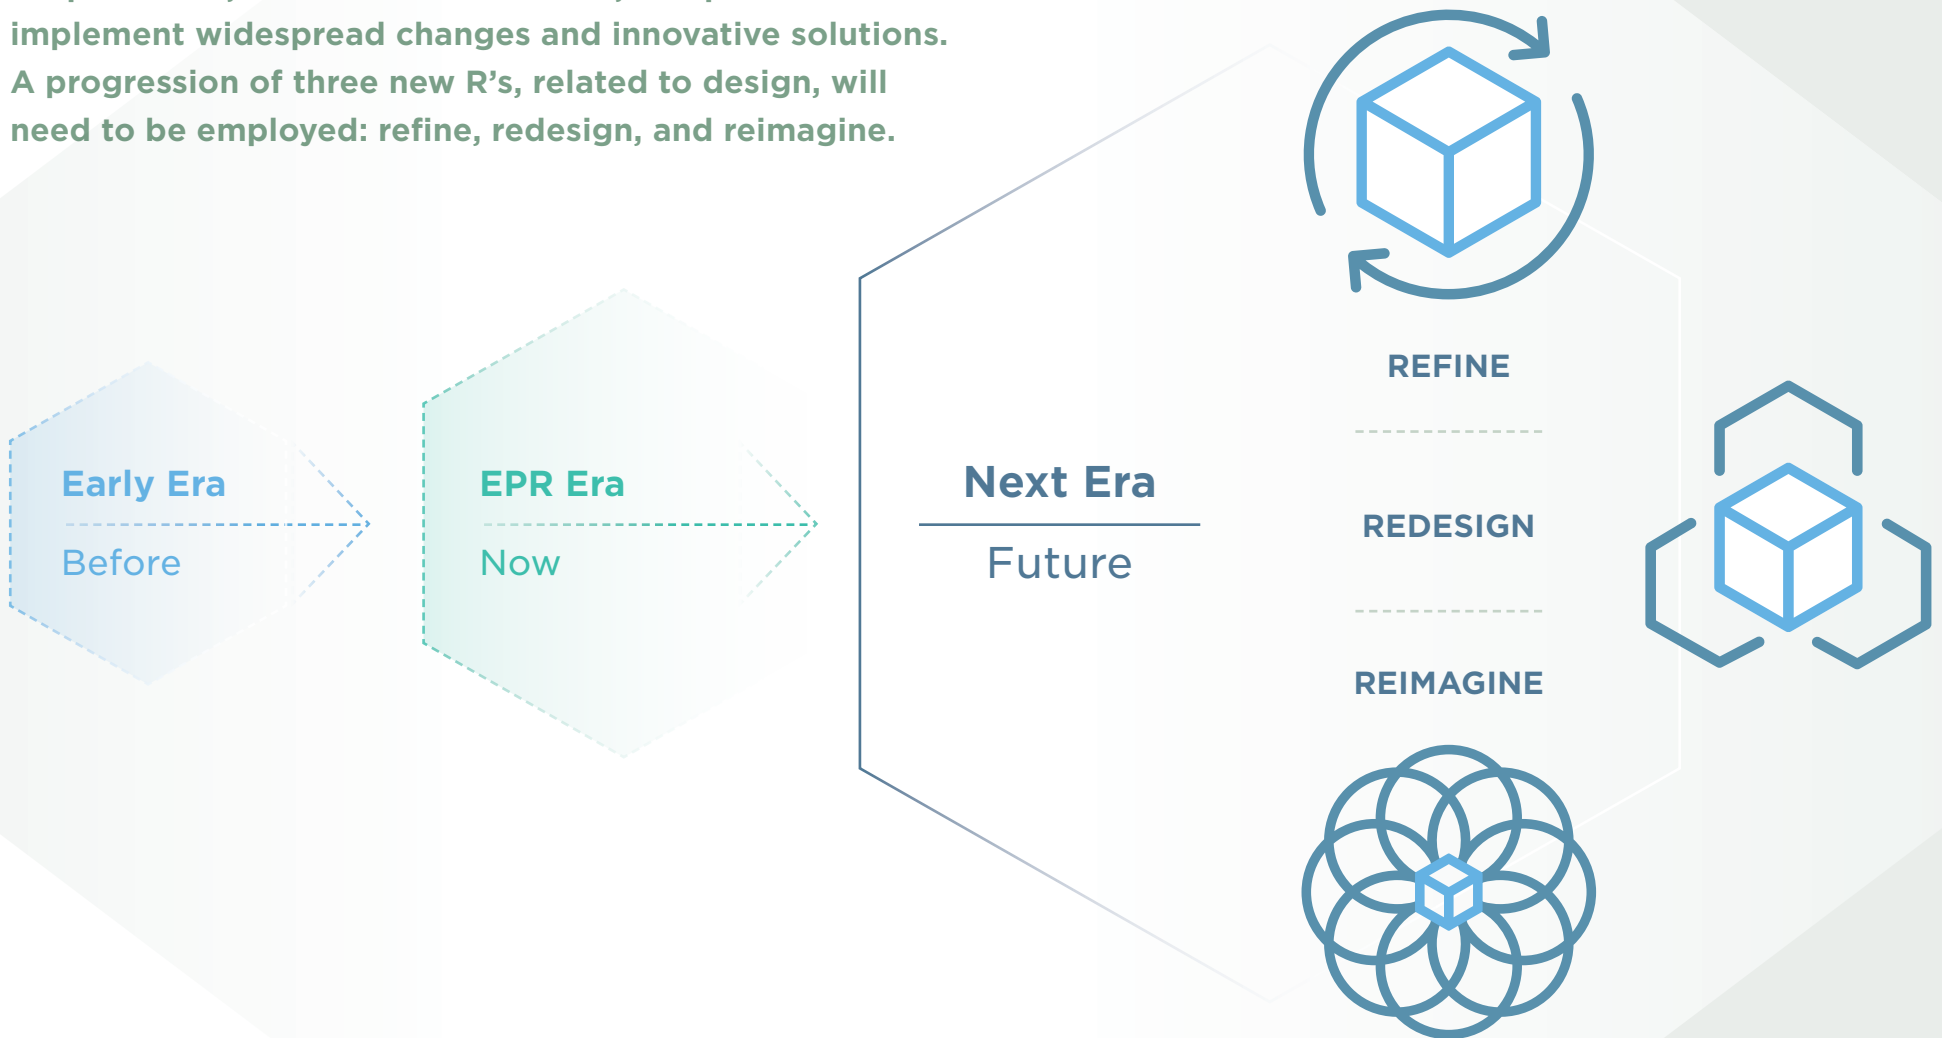 implement widespread changes and innovative solutions.
A progression of three new R’s, related to design, will
need to be employed: refine, redesign, and reimagine.
Early Era
Before
EPR Era
Now
Next Era
Future
REFINE
REDESIGN
REIMAGINE